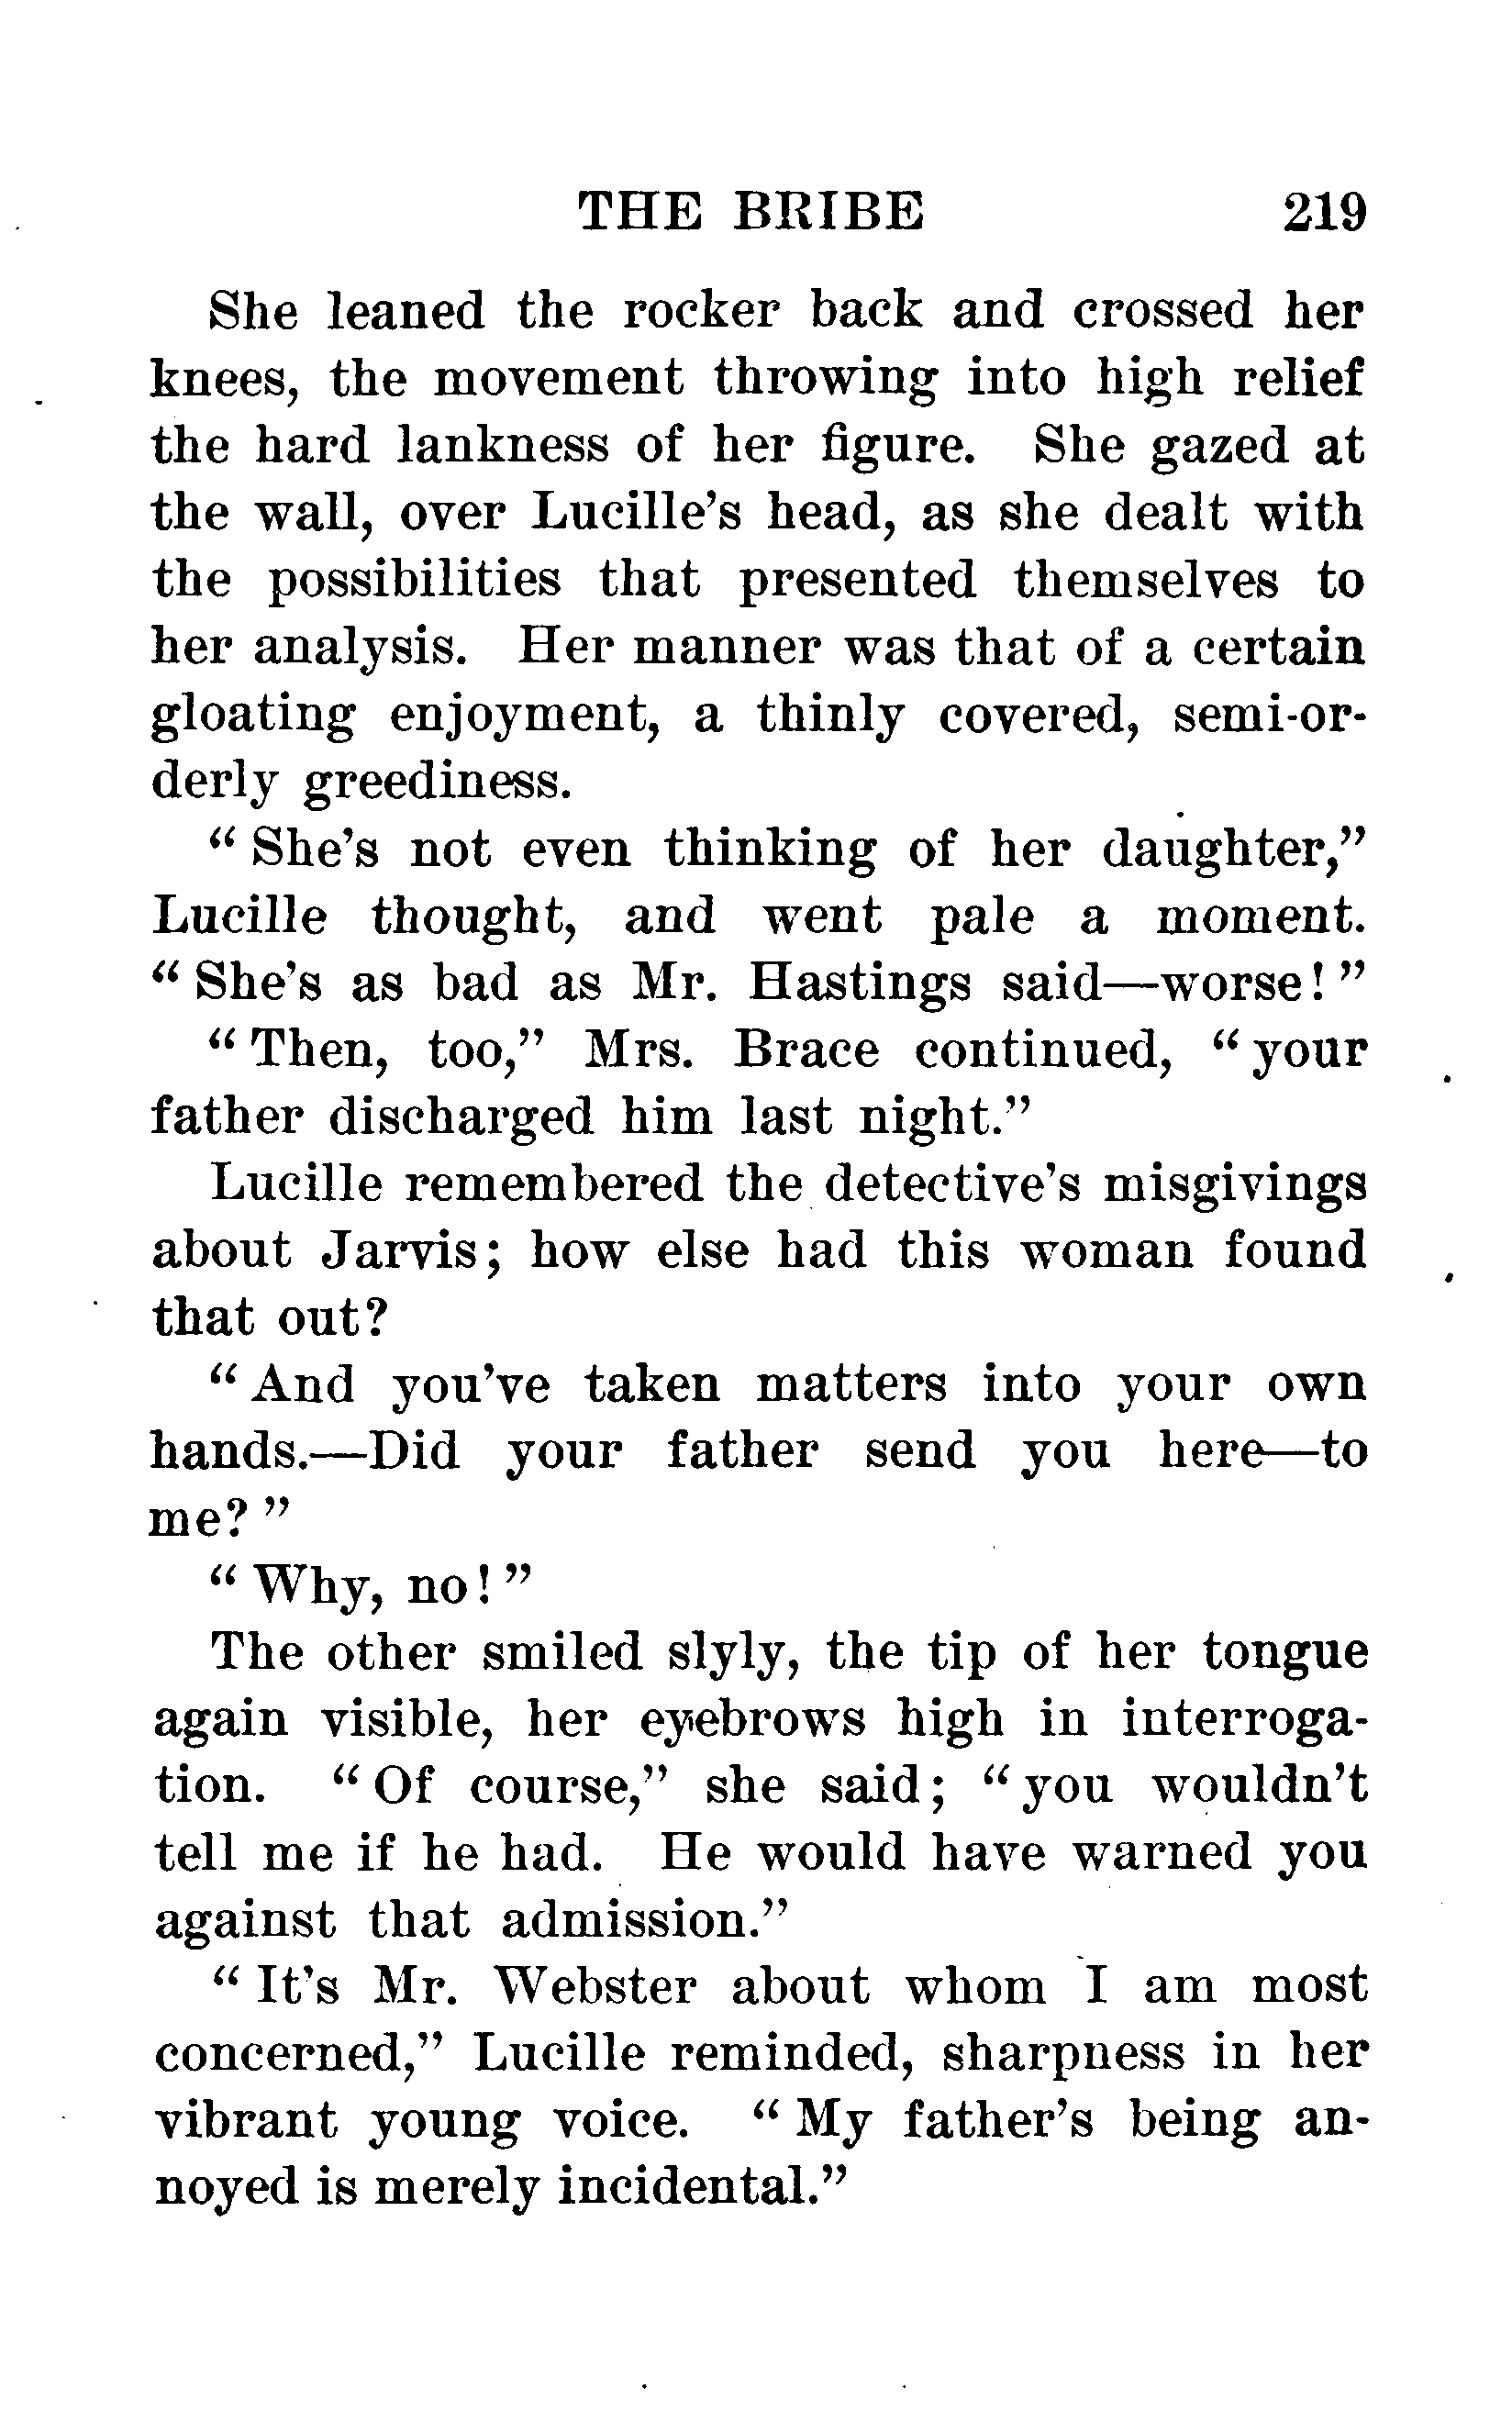 THE BRIBE 219
She leaned the rocker back and crossed her
knees, the movement throwing into high relief
the hard lankness of her figure. She gazed at
the wall, over Lucille's head, as she dealt with
the possibilities that presented themselves to
her analysis. Her manner was that of a certain
gloating enjoyment, a thinly covered, semi-or-
derly greediness.
" She's not even thinking of her daughter,"
Lucille thought, and went pale a moment.
" She's as bad as Mr. Hastings said—worse! "
" Then, too," Mrs. Brace continued, " your
father discharged him last night."
Lucille remembered the detective's misgivings
about Jarvis; how else had this woman found
that out?
" And you've taken matters into your own
hands.—Did your father send you here—to
me? "
" Why, no! "
The other smiled slyly, the tip of her tongue
again visible, her eyebrows high in interroga-
tion. " Of course," she said; " you wouldn't
tell me if he had. He would have warned you
against that admission."
" It's Mr. Webster about whom I am most
concerned," Lucille reminded, sharpness in her
vibrant young voice. " My father's being an-
noyed is merely incidental."